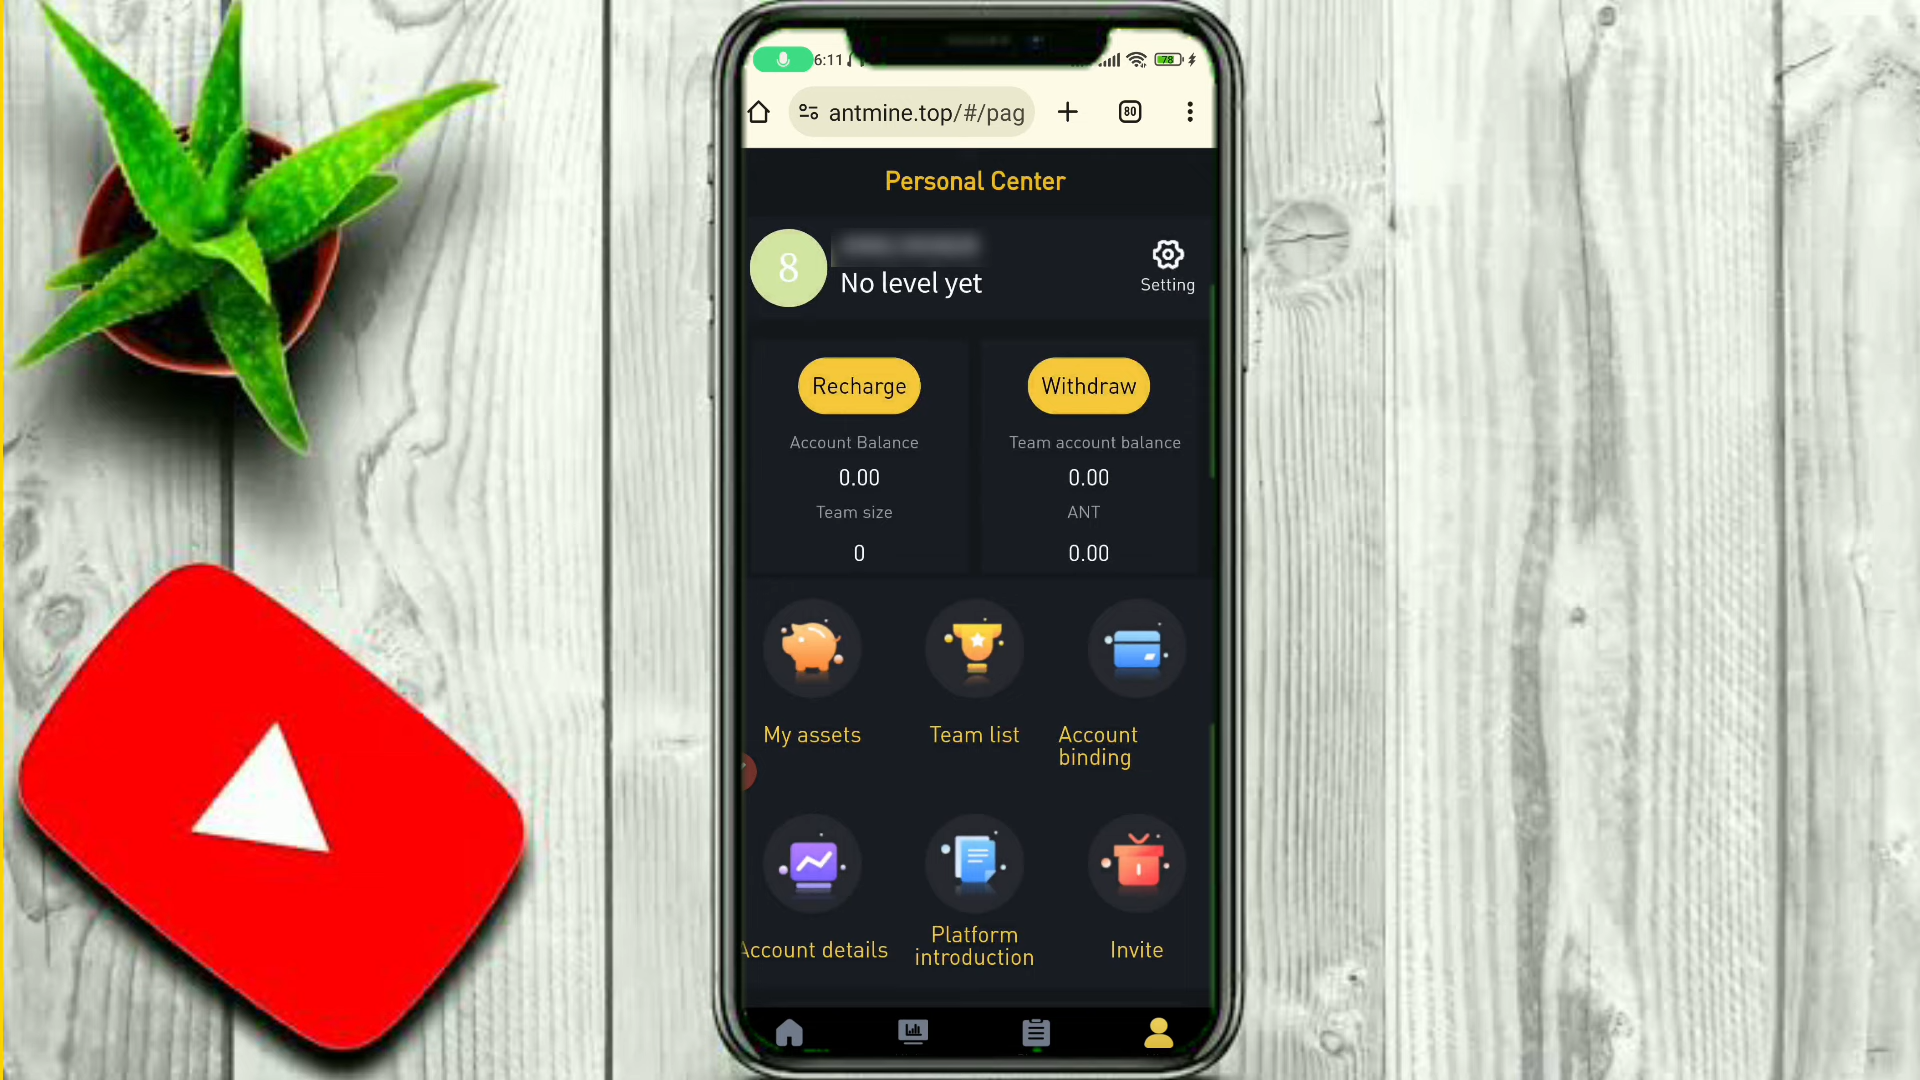 6:11
78
antmine.top/#/pag
80
Personal Center
8
No level yet
Setting
Recharge
Withdraw
Account Balance
Team account balance
0.00
0.00
Team size
ANT
0
0.00
My assets
Team list
Account
binding
Account details
Platform
introduction
Invite